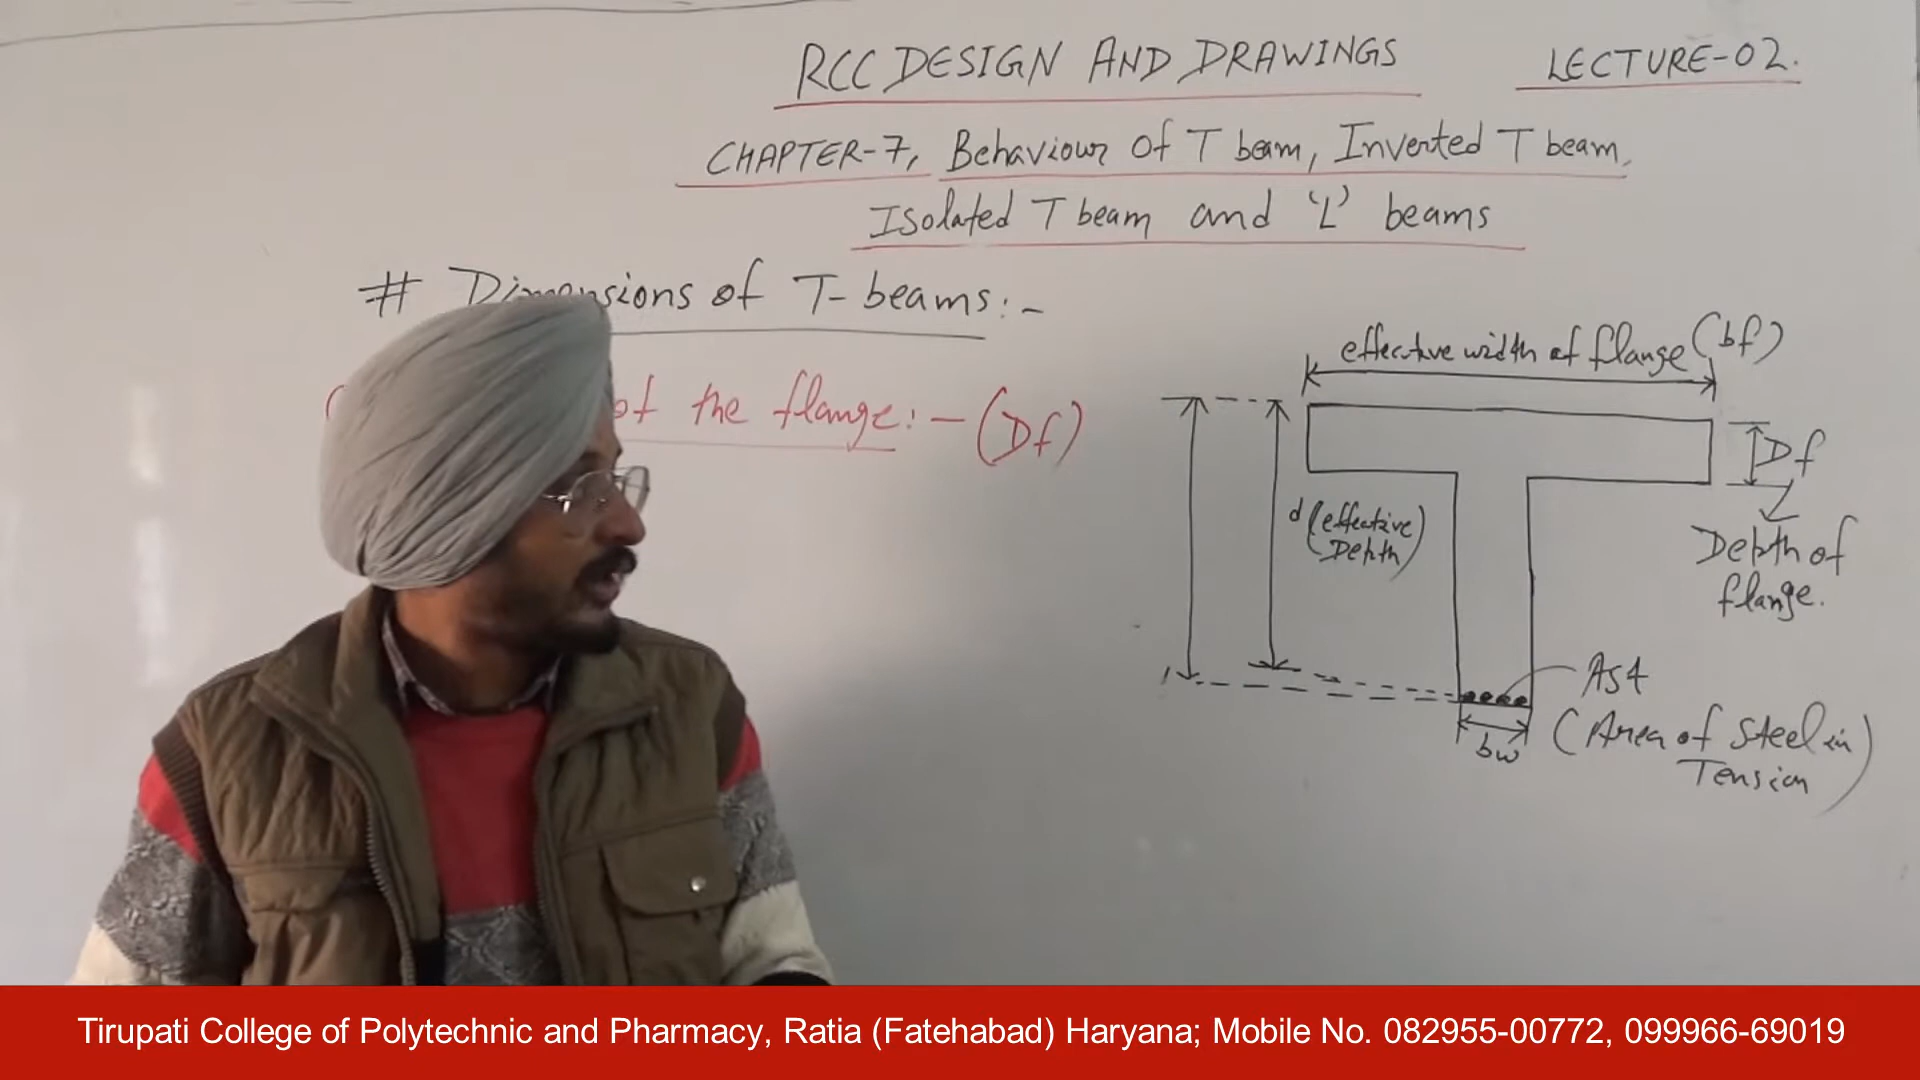 RCC DESIGN AND DRAWINGS LECTURE-02.
CHAPTER-7, Behaviour Of T beam, Inverted T beam,
Isolated T beam and 'L' beams
# Dimensions of T-beams:-
of the flange:- (Df)
effective width of flange (bf)
Df
d (effective Depth)
Depth of
flange.
Ast
(Area of Steel in
Tension)
bw
Tirupati College of Polytechnic and Pharmacy, Ratia (Fatehabad) Haryana; Mobile No. 082955-00772, 099966-69019